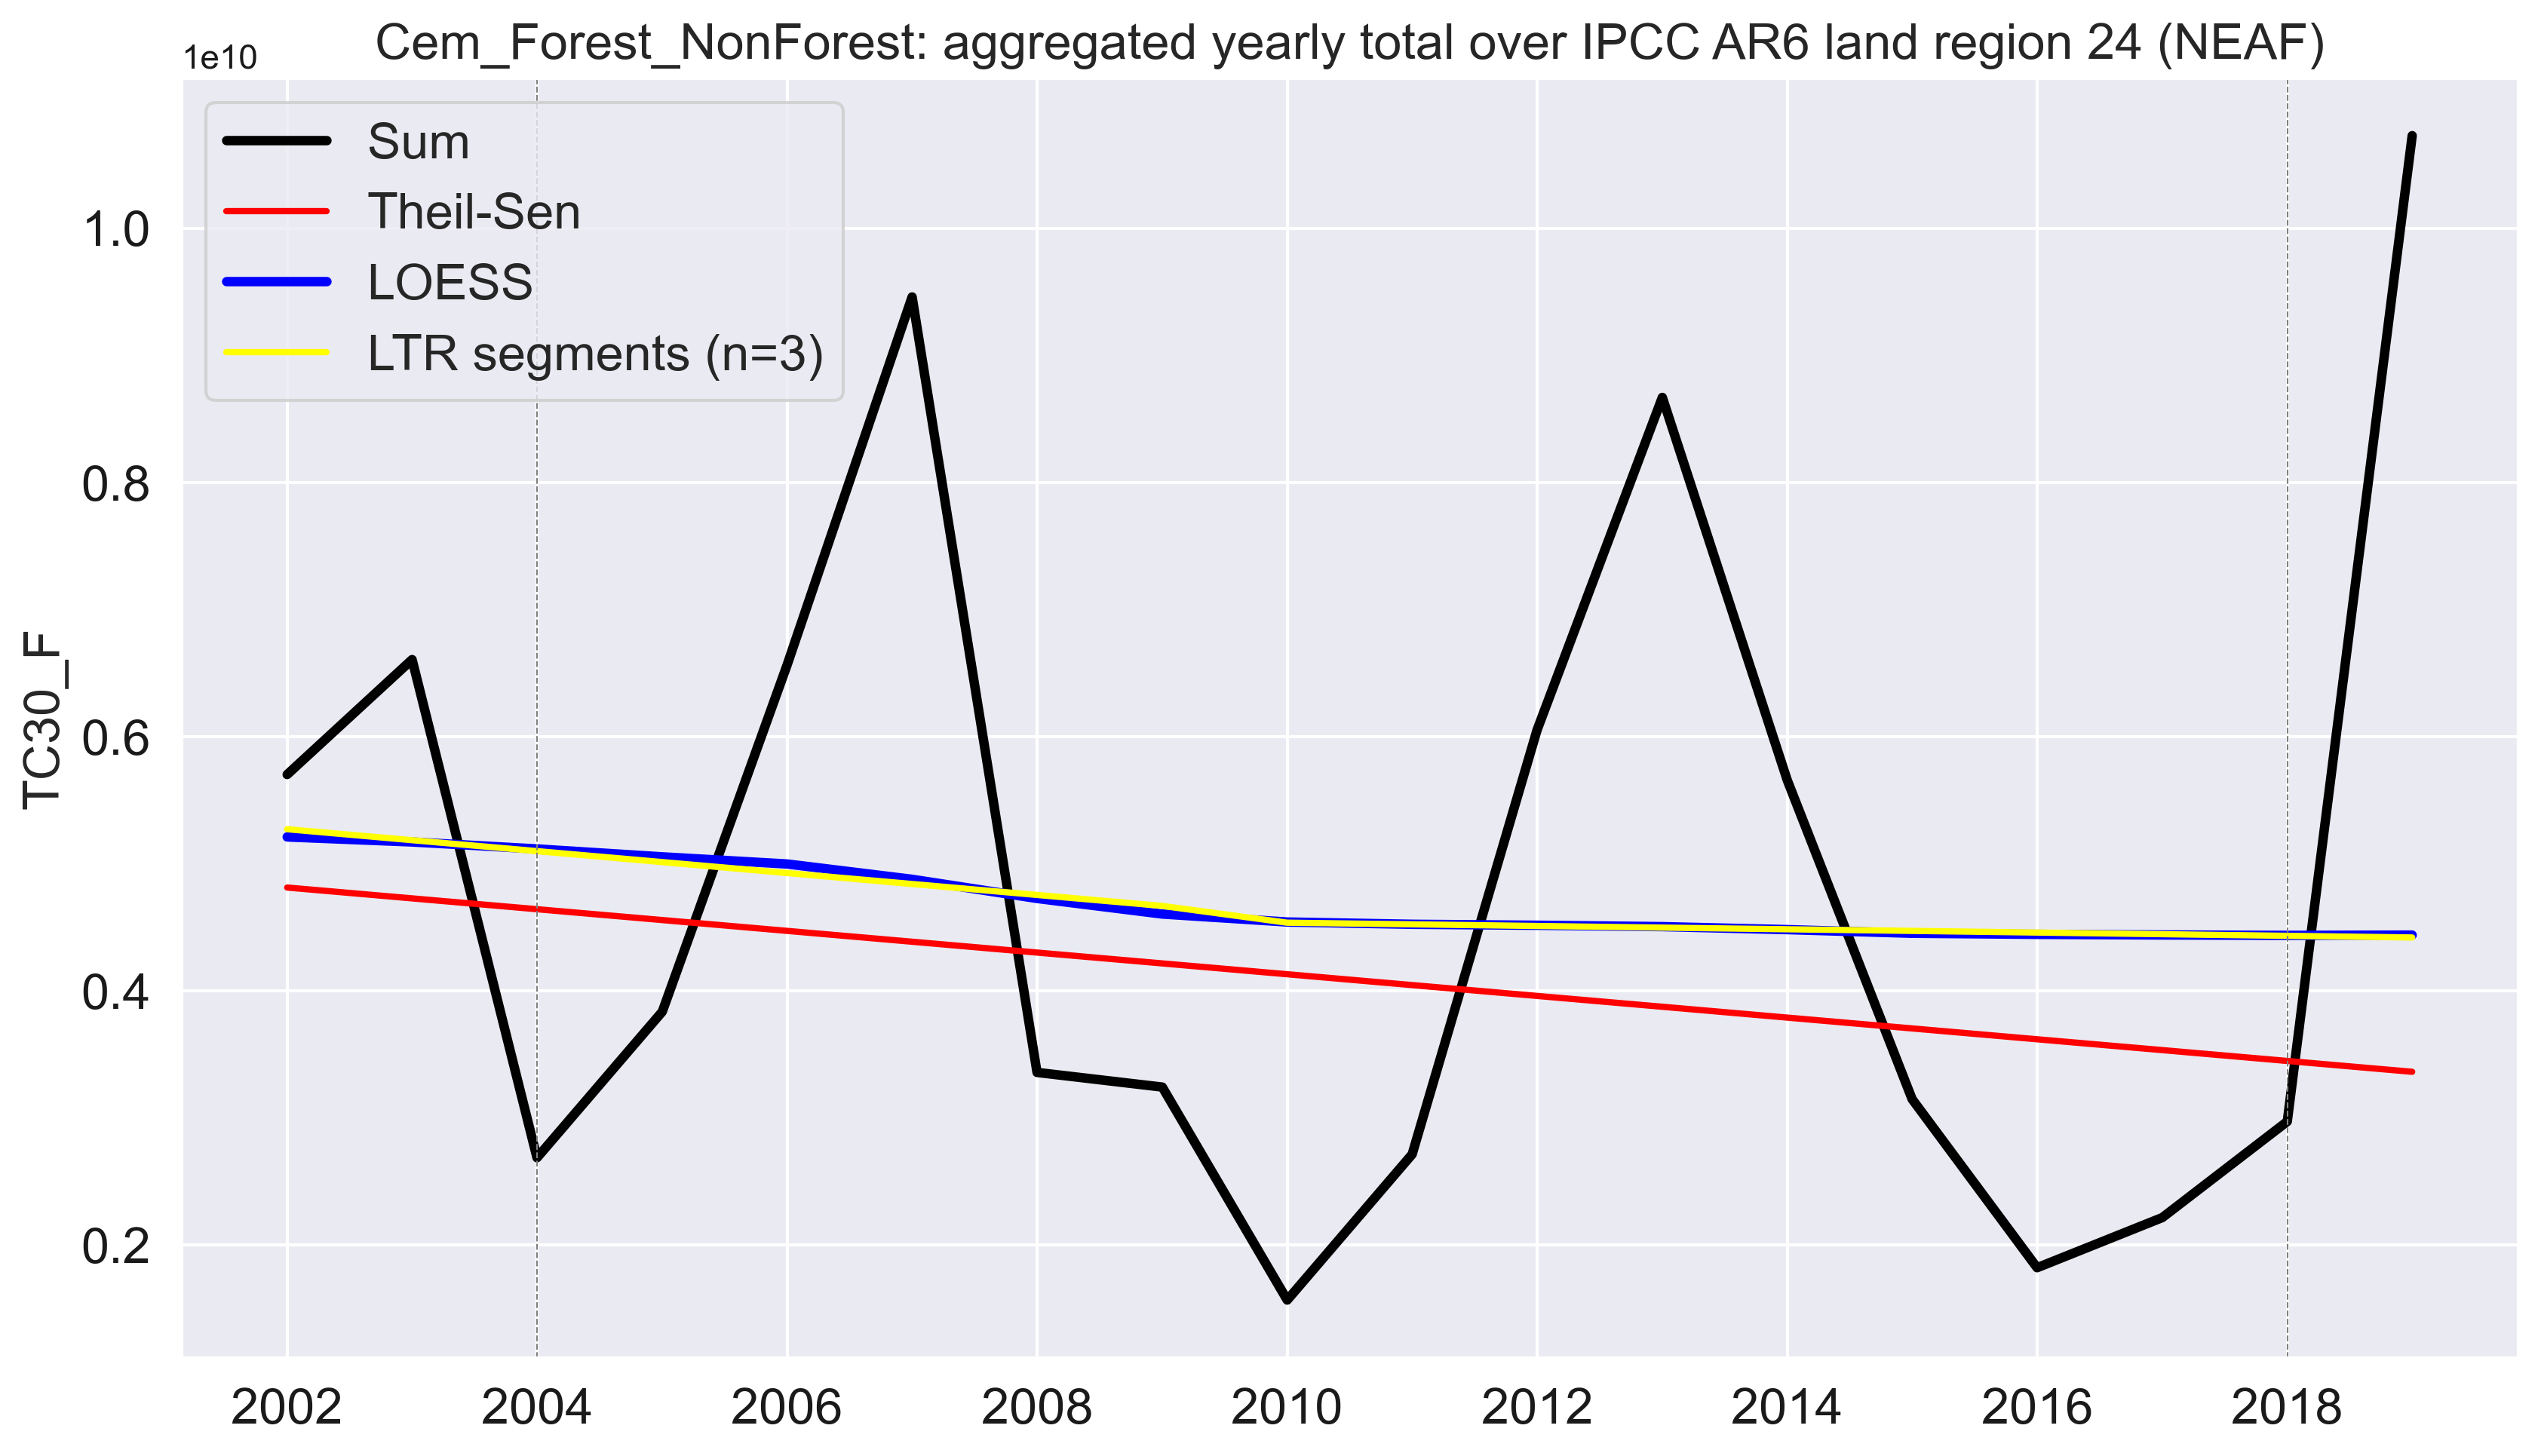 Cem_Forest_NonForest: aggregated yearly total over IPCC AR6 land region 24 (NEAF)
1e10
Sum
Theil-Sen
LOESS
LTR segments (n=3)
1.0
0.8
0.6
0.4
0.2
TC30_F
2002 2004 2006 2008 2010 2012 2014 2016 2018